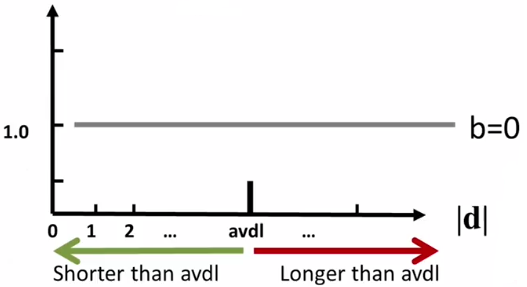 1.0
b=0
|d|
0 1 2 ... avdl ...
Shorter than avdl Longer than avdl